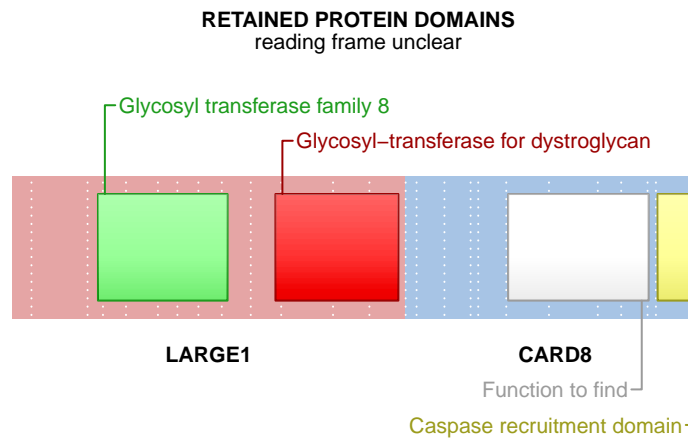 RETAINED PROTEIN DOMAINS
reading frame unclear
Glycosyl transferase family 8
Glycosyl−transferase for dystroglycan
LARGE1
CARD8
Function to find
Caspase recruitment domain